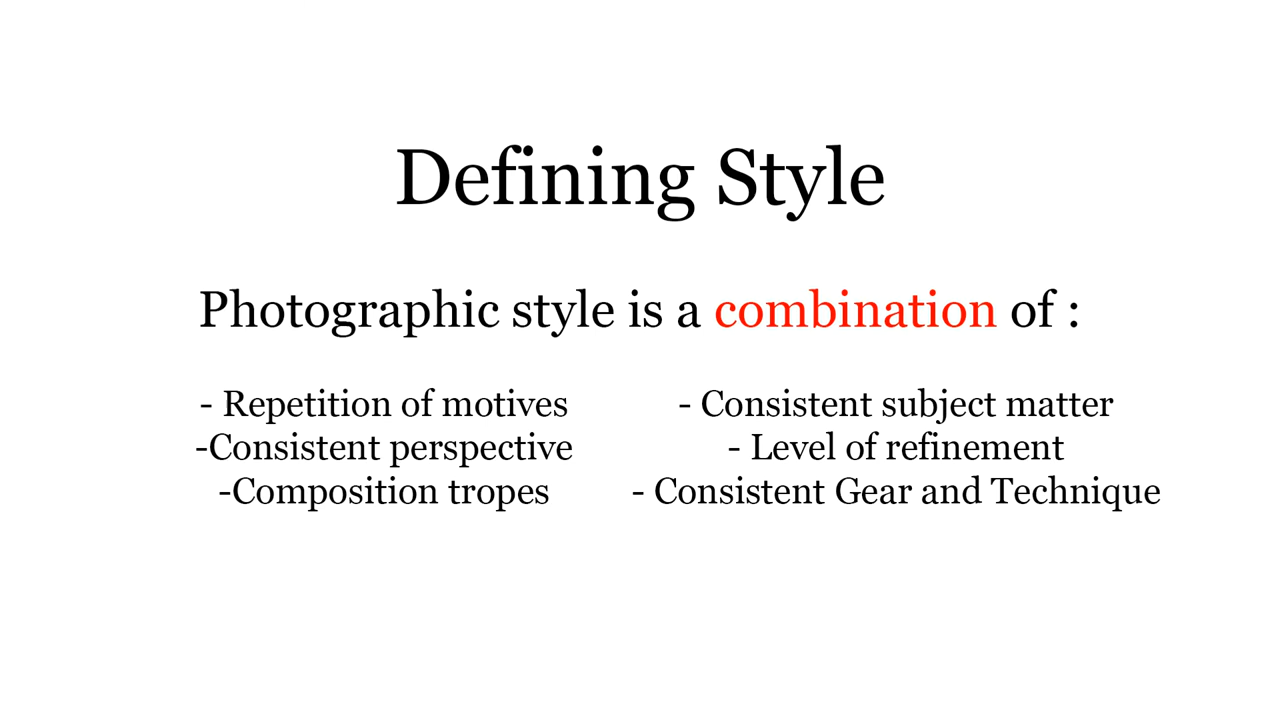 Defining Style
Photographic style is a combination of :
- Repetition of motives
-Consistent perspective
-Composition tropes
- Consistent subject matter
- Level of refinement
- Consistent Gear and Technique